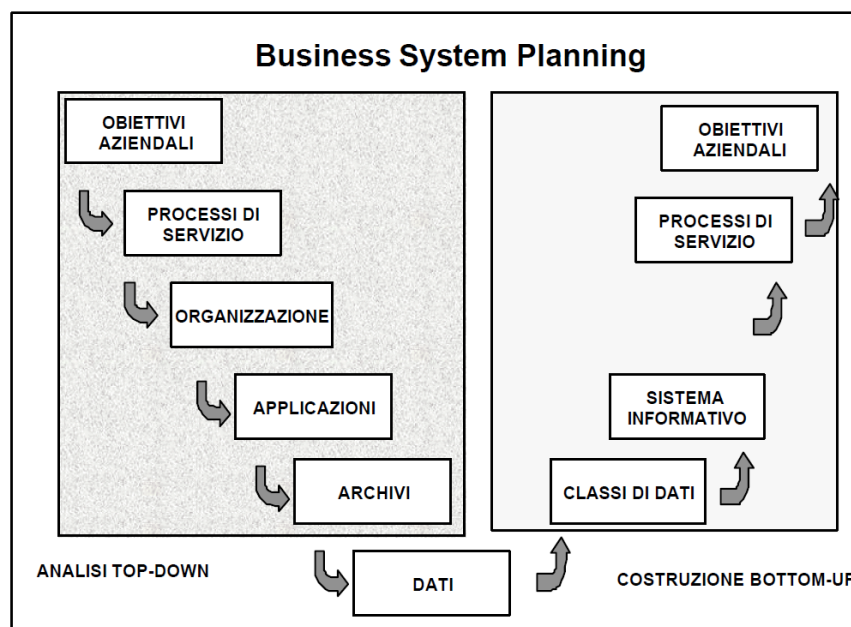 Business System Planning
OBIETTIVI
AZIENDALI
PROCESSI DI
SERVIZIO
ORGANIZZAZIONE
APPLICAZIONI
ARCHIVI
ANALISI TOP-DOWN
DATI
OBIETTIVI
AZIENDALI
PROCESSI DI
SERVIZIO
SISTEMA
INFORMATIVO
CLASSI DI DATI
COSTRUZIONE BOTTOM-UP